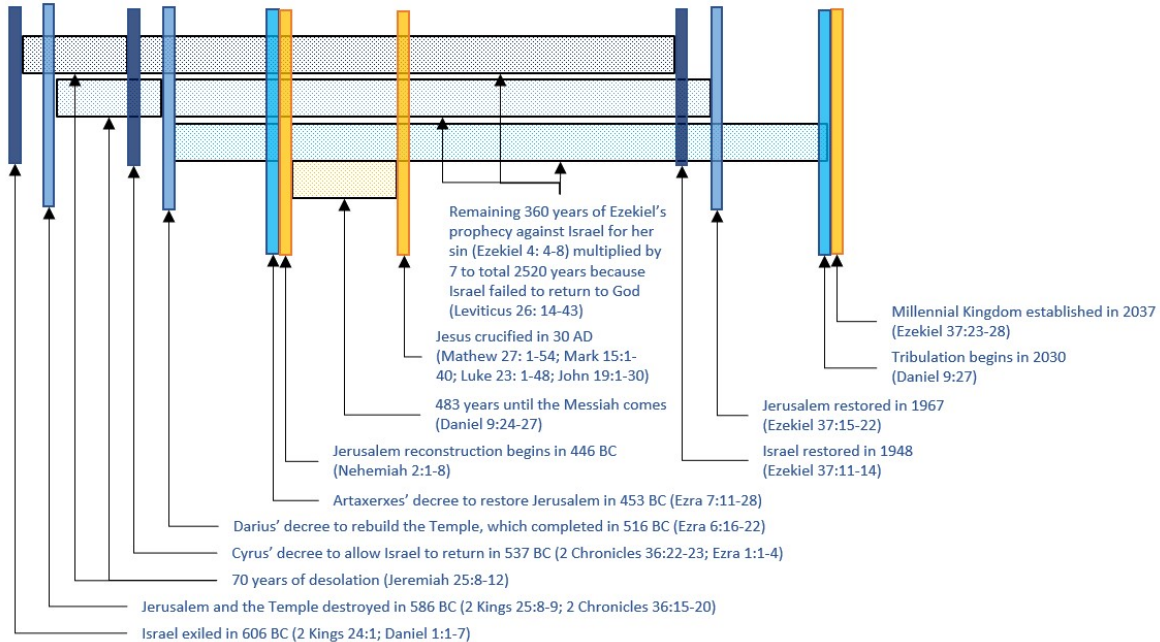 Remaining 360 years of Ezekiel's
prophecy against Israel for her
sin (Ezekiel 4: 4-8) multiplied by
7 to total 2520 years because
Israel failed to return to God
(Leviticus 26: 14-43)
Millennial Kingdom established in 2037
(Ezekiel 37:23-28)
Jesus crucified in 30 AD
(Mathew 27: 1-54; Mark 15:1-
40; Luke 23: 1-48; John 19:1-30)
Tribulation begins in 2030
(Daniel 9:27)
483 years until the Messiah comes
(Daniel 9:24-27)
Jerusalem restored in 1967
(Ezekiel 37:15-22)
Jerusalem reconstruction begins in 446 BC
(Nehemiah 2:1-8)
Israel restored in 1948
(Ezekiel 37:11-14)
Artaxerxes' decree to restore Jerusalem in 453 BC (Ezra 7:11-28)
Darius' decree to rebuild the Temple, which completed in 516 BC (Ezra 6:16-22)
Cyrus' decree to allow Israel to return in 537 BC (2 Chronicles 36:22-23; Ezra 1:1-4)
70 years of desolation (Jeremiah 25:8-12)
Jerusalem and the Temple destroyed in 586 BC (2 Kings 25:8-9; 2 Chronicles 36:15-20)
Israel exiled in 606 BC (2 Kings 24:1; Daniel 1:1-7)